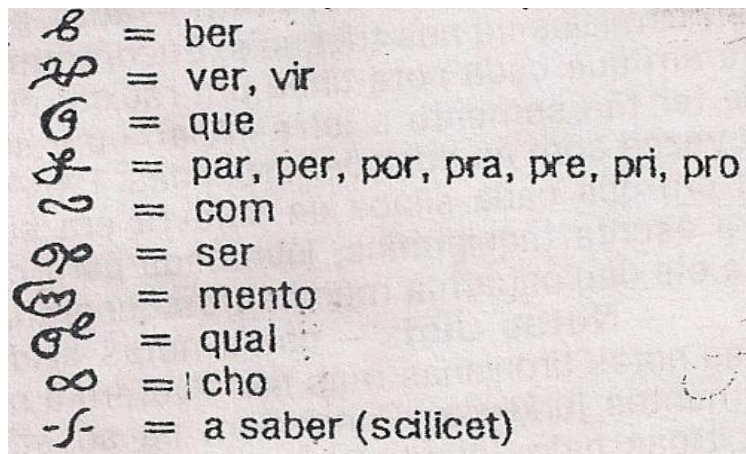 = ber
= ver, vir
= que
= par, per, por, pra, pre, pri, pro
= com
= ser
= mento
= qual
∞ = cho
-ʃ- = a saber (scilicet)